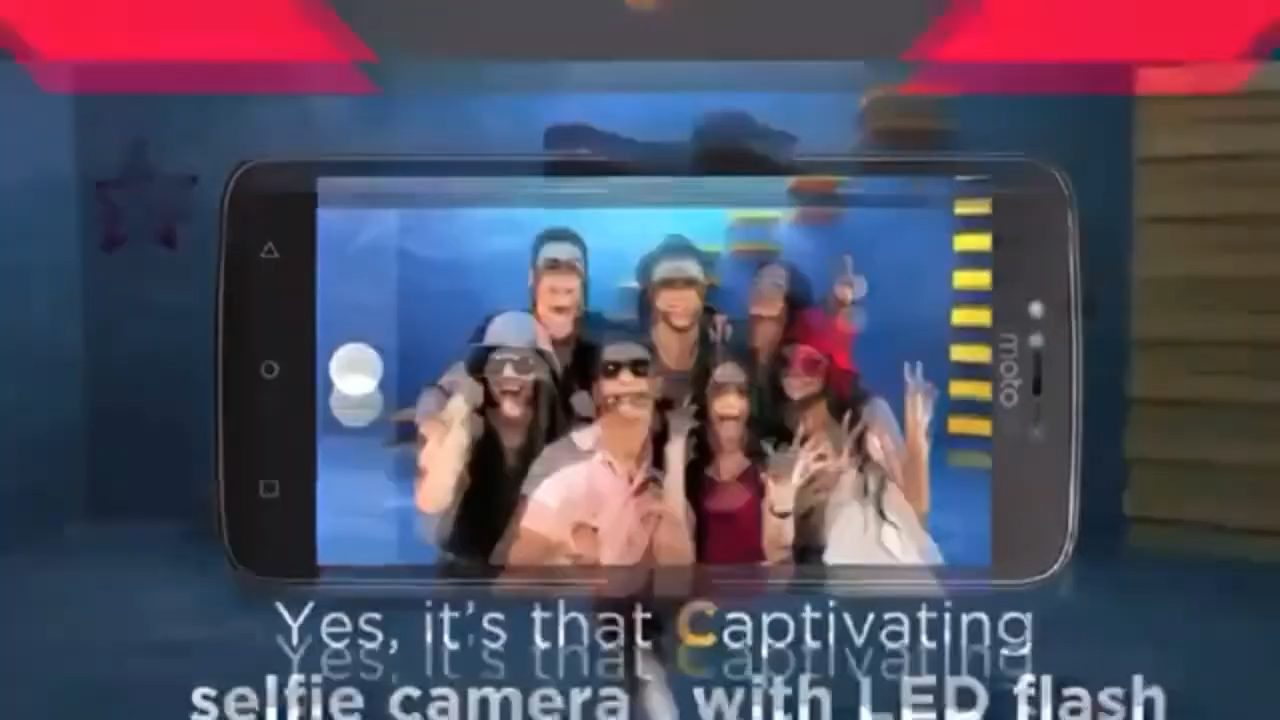 moto
Yes, it's that Captivating
selfie camera with LED flash